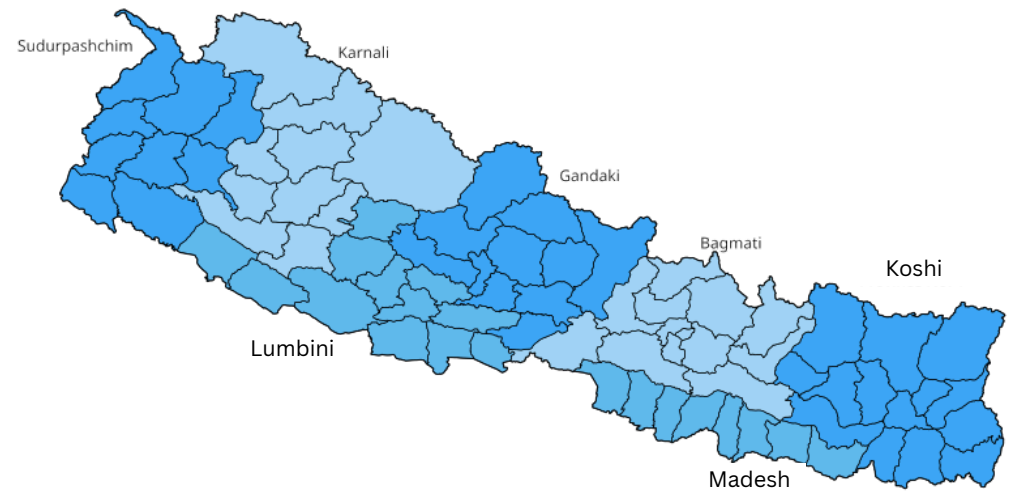 Sudurpashchim
Karnali
Gandaki
Bagmati
Koshi
Lumbini
Madesh